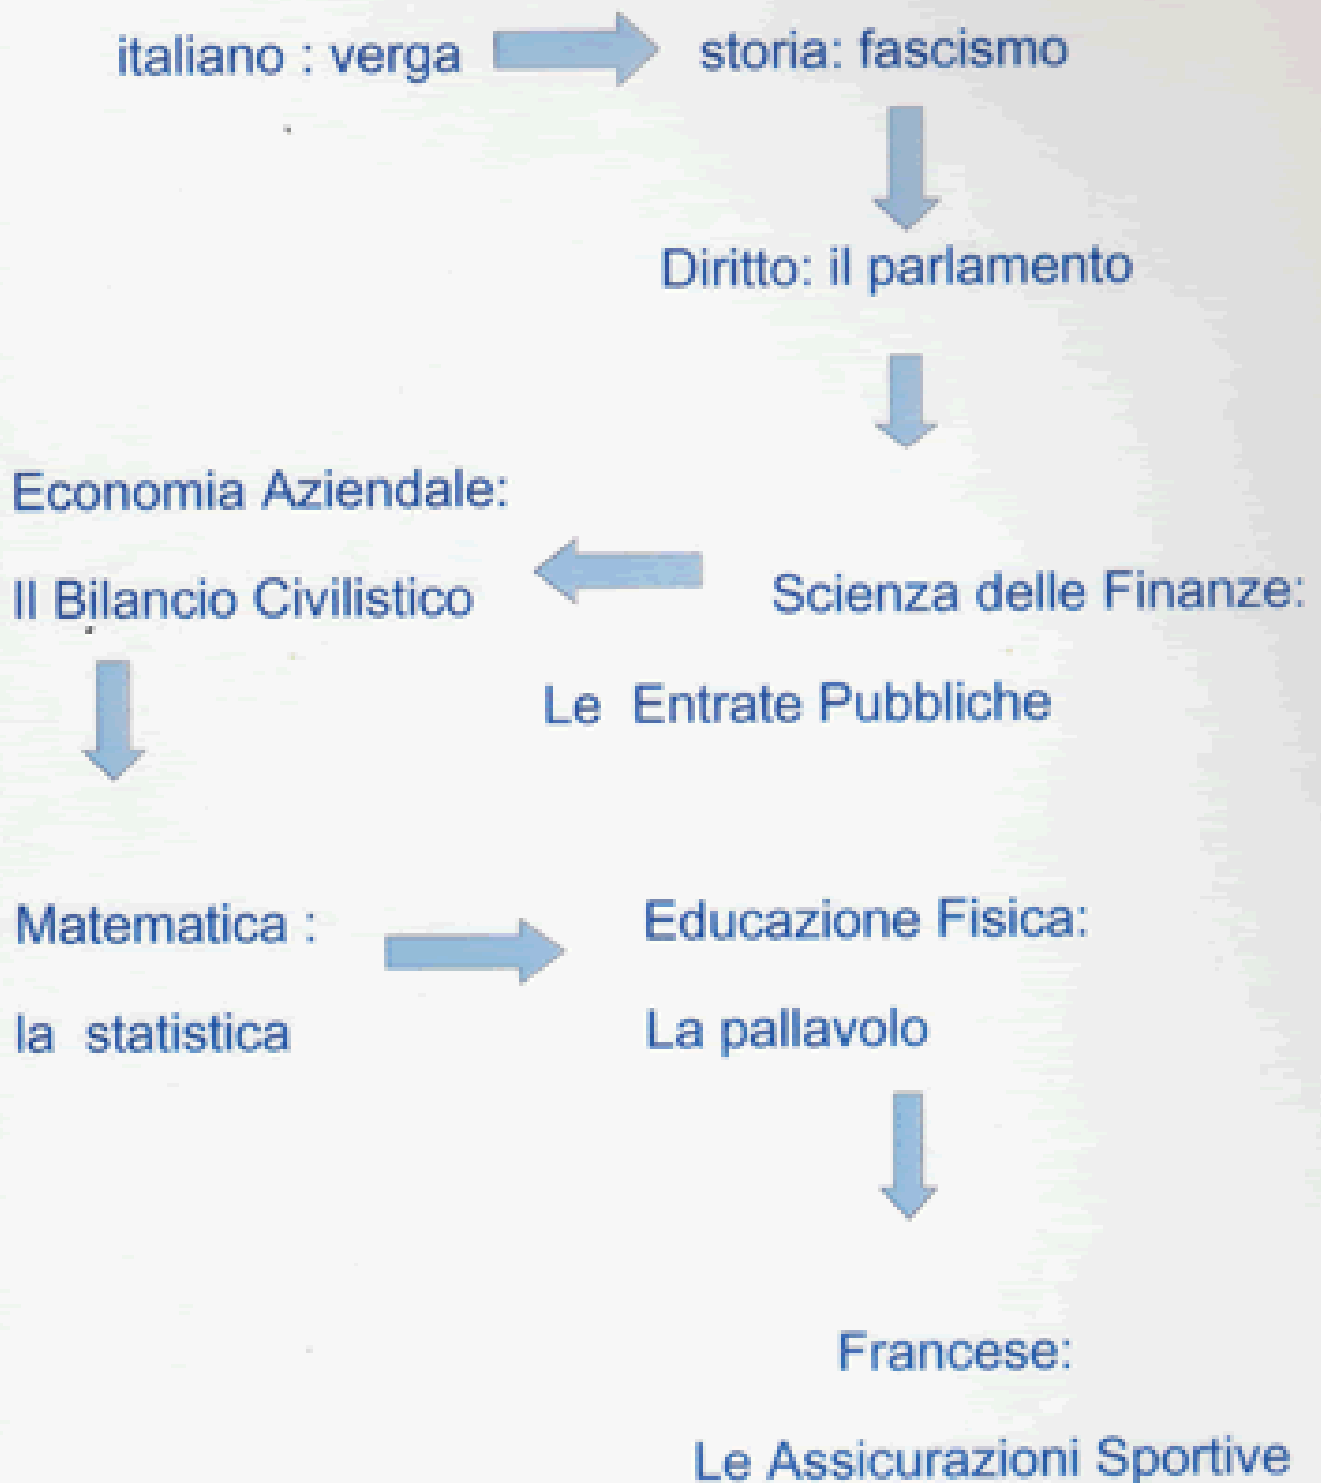 italiano : verga
storia: fascismo
Diritto: il parlamento
Scienza delle Finanze:
Le Entrate Pubbliche
Economia Aziendale:
Il Bilancio Civilistico
Matematica :
la statistica
Educazione Fisica:
La pallavolo
Francese:
Le Assicurazioni Sportive